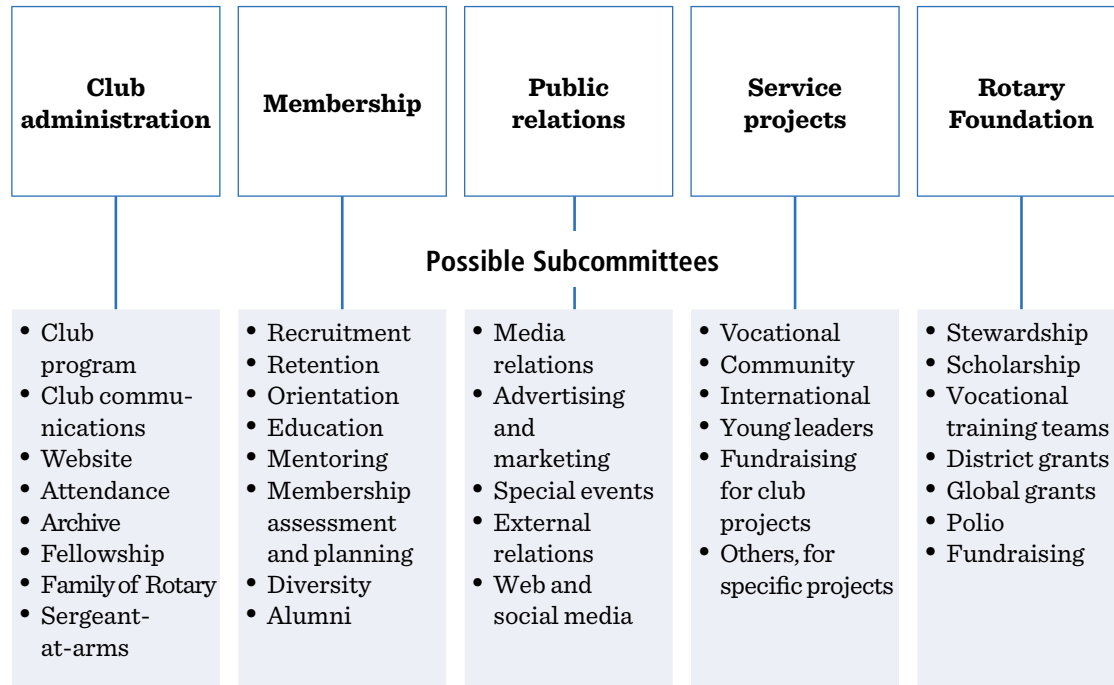 Club
administration
Membership
Public
relations
Service
projects
Rotary
Foundation
Possible Subcommittees
• Club
program
• Club commu-
nications
• Website
• Attendance
• Archive
• Fellowship
• Family of Rotary
• Sergeant-
at-arms
• Recruitment
• Retention
• Orientation
• Education
• Mentoring
• Membership
assessment
and planning
• Diversity
• Alumni
• Media
relations
• Advertising
and
marketing
• Special events
• External
relations
• Web and
social media
• Vocational
• Community
• International
• Young leaders
• Fundraising
for club
projects
• Others, for
specific projects
• Stewardship
• Scholarship
• Vocational
training teams
• District grants
• Global grants
• Polio
• Fundraising